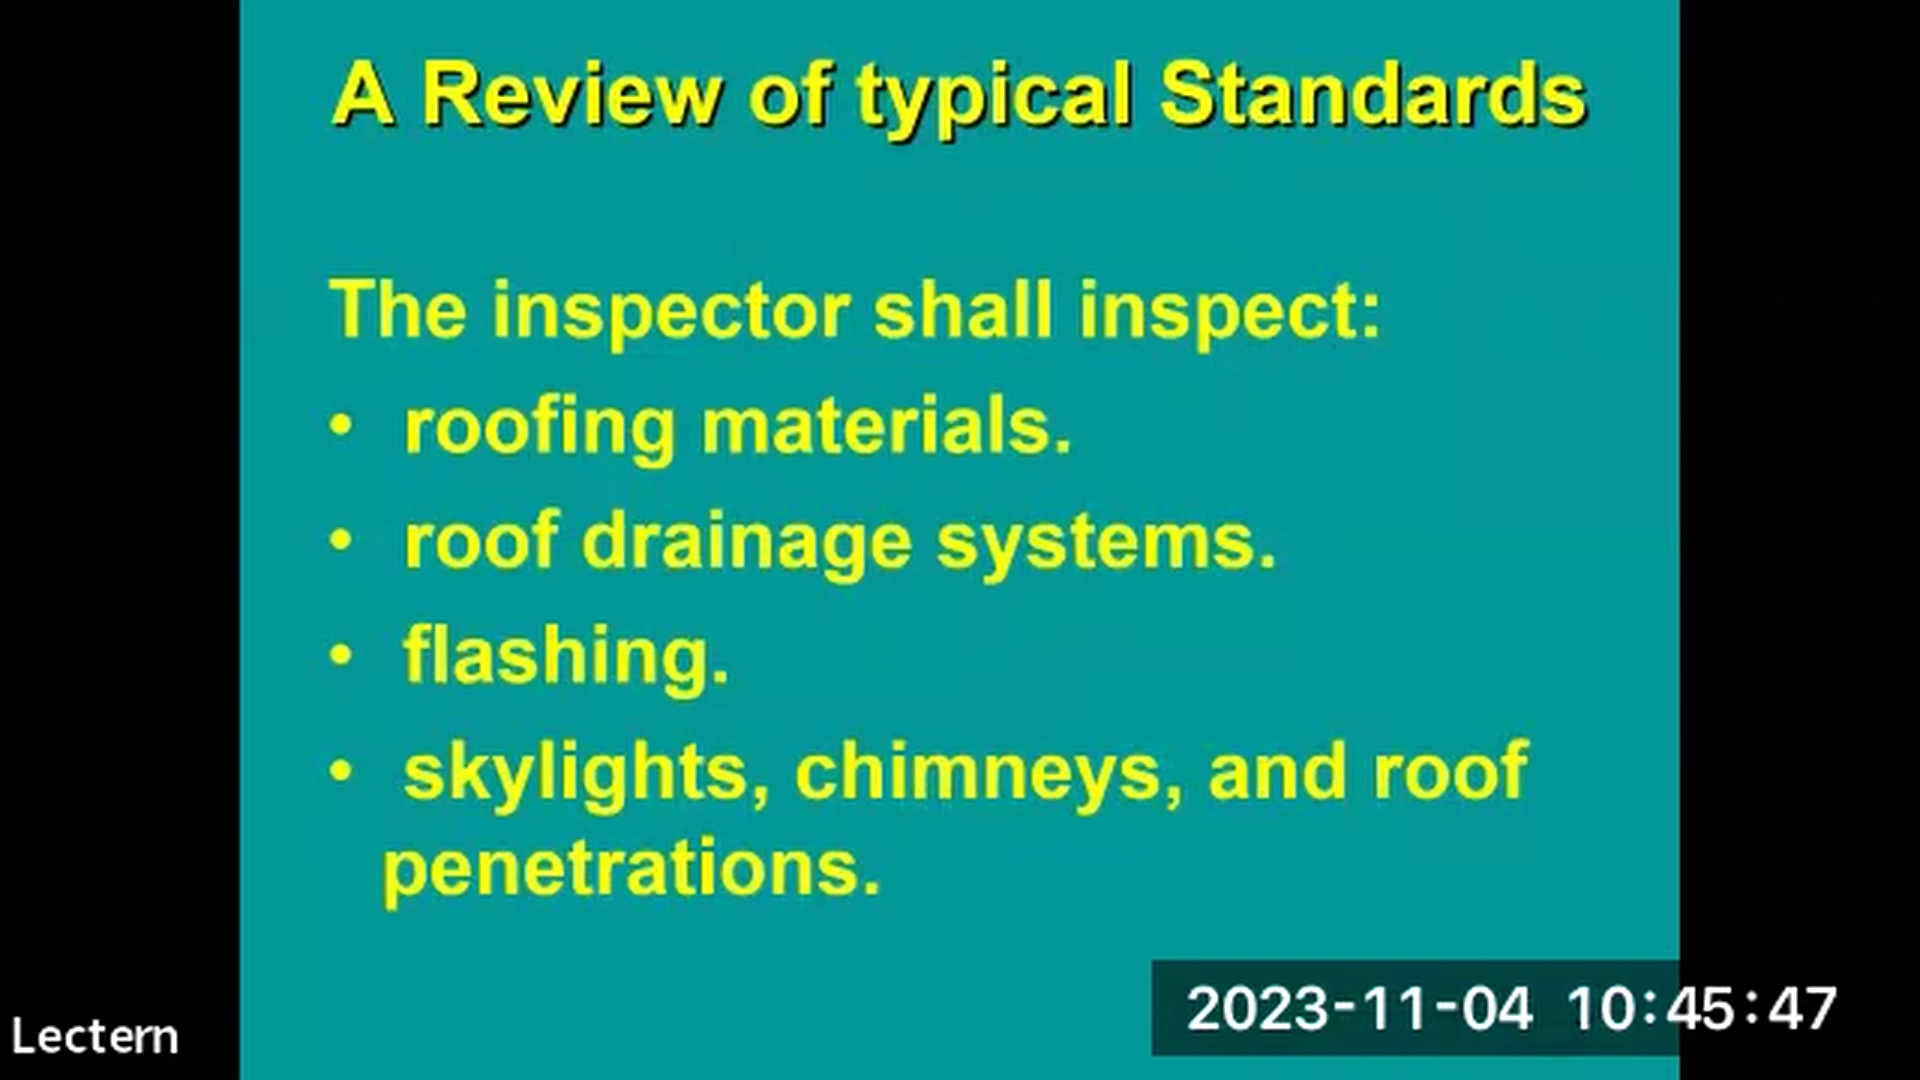 A Review of typical Standards
The inspector shall inspect:
• roofing materials.
• roof drainage systems.
• flashing.
• skylights, chimneys, and roof
penetrations.
2023-11-04 10:45:47
Lectern